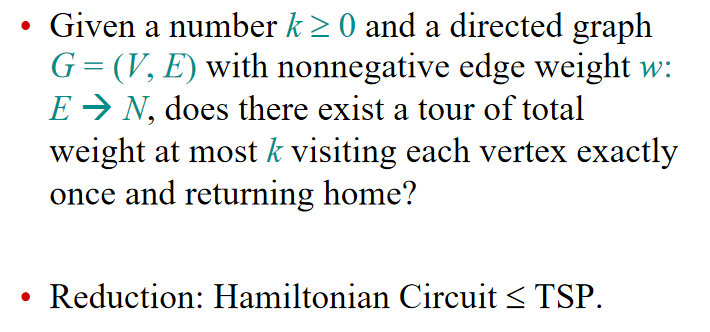 • Given a number k ≥ 0 and a directed graph
G = (V, E) with nonnegative edge weight w:
E → N, does there exist a tour of total
weight at most k visiting each vertex exactly
once and returning home?
• Reduction: Hamiltonian Circuit ≤ TSP.